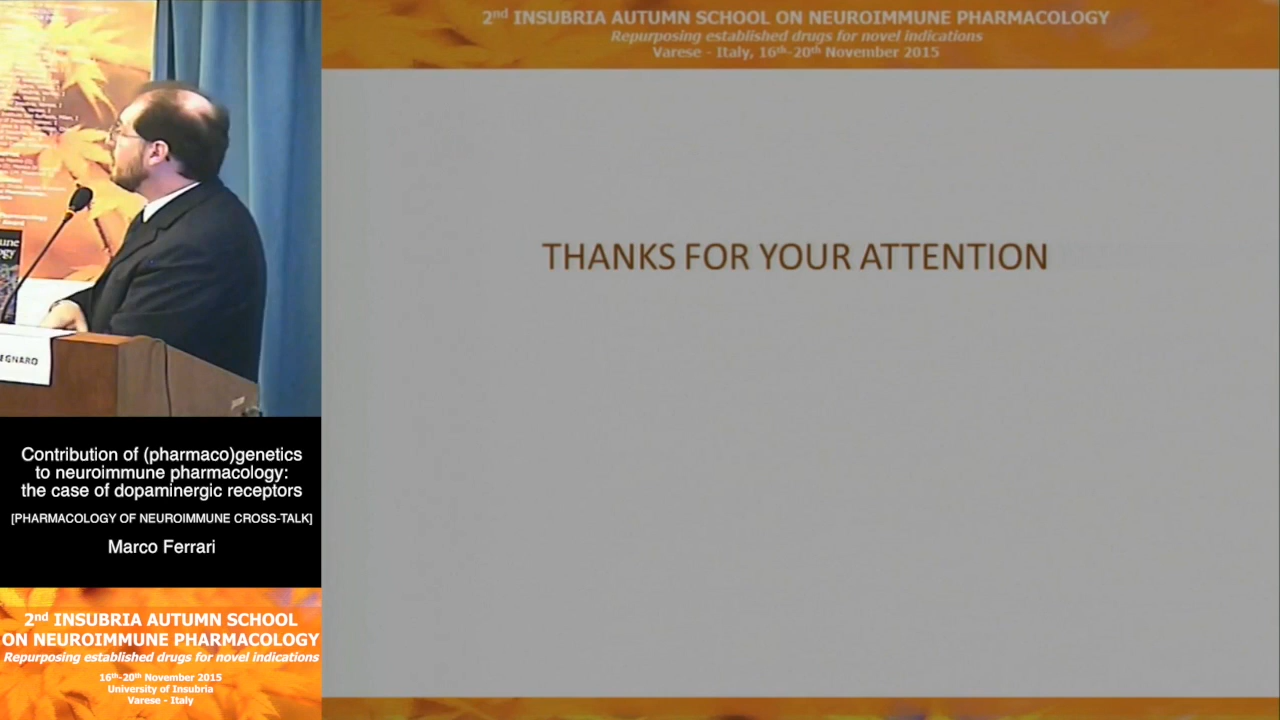 2nd INSUBRIA AUTUMN SCHOOL ON NEUROIMMUNE PHARMACOLOGY
Repurposing established drugs for novel indications
Varese - Italy, 16th-20th November 2015
THANKS FOR YOUR ATTENTION
EGNARO
Contribution of (pharmaco)genetics
to neuroimmune pharmacology:
the case of dopaminergic receptors
[PHARMACOLOGY OF NEUROIMMUNE CROSS-TALK]
Marco Ferrari
2nd INSUBRIA AUTUMN SCHOOL
ON NEUROIMMUNE PHARMACOLOGY
Repurposing established drugs for novel indications
16th-20th November 2015
University of Insubria
Varese - Italy